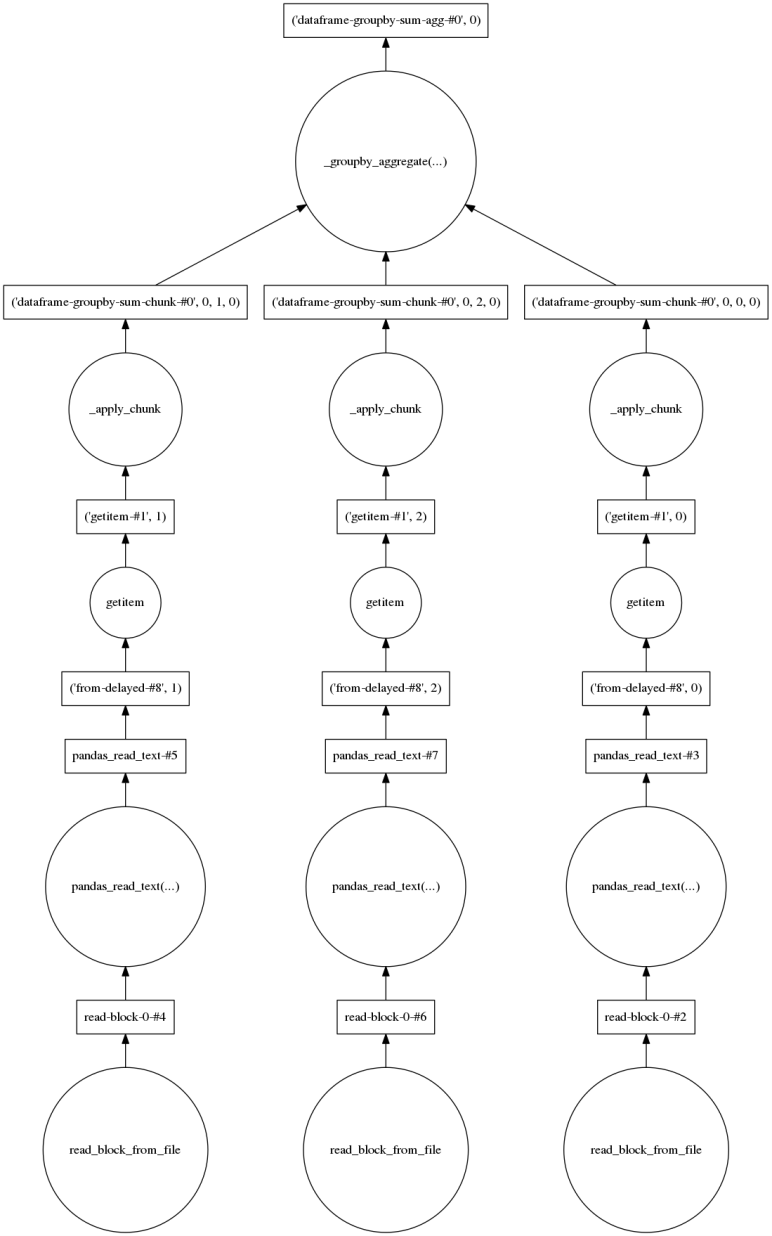 ('dataframe-groupby-sum-agg-#0', 0)
_groupby_aggregate(...)
('dataframe-groupby-sum-chunk-#0', 0, 1, 0)
('dataframe-groupby-sum-chunk-#0', 0, 2, 0)
('dataframe-groupby-sum-chunk-#0', 0, 0, 0)
_apply_chunk
_apply_chunk
_apply_chunk
('getitem-#1', 1)
('getitem-#1', 2)
('getitem-#1', 0)
getitem
getitem
getitem
('from-delayed-#8', 1)
('from-delayed-#8', 2)
('from-delayed-#8', 0)
pandas_read_text-#5
pandas_read_text-#7
pandas_read_text-#3
pandas_read_text(...)
pandas_read_text(...)
pandas_read_text(...)
read-block-0-#4
read-block-0-#6
read-block-0-#2
read_block_from_file
read_block_from_file
read_block_from_file